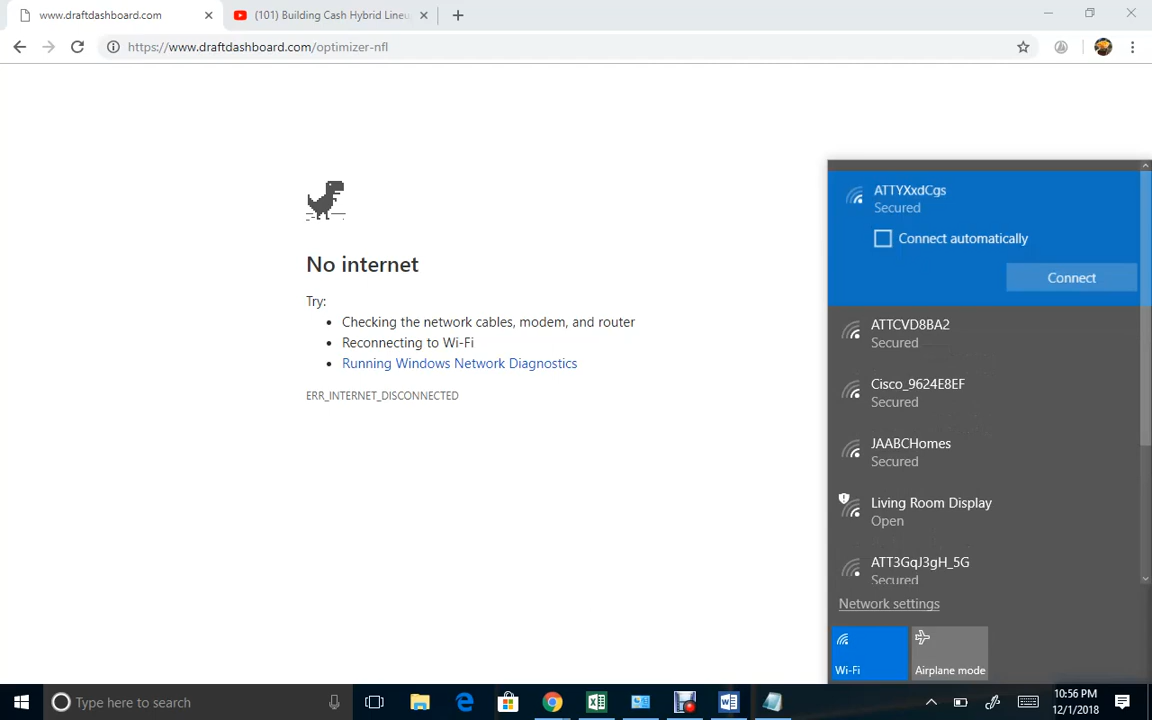 www.draftdashboard.com
(101) Building Cash Hybrid Lineu
https://www.draftdashboard.com/optimizer-nfl
No internet
Try:
Checking the network cables, modem, and router
Reconnecting to Wi-Fi
Running Windows Network Diagnostics
ERR_INTERNET_DISCONNECTED
ATTYXxdCgs
Secured
Connect automatically
Connect
ATTCVD8BA2
Secured
Cisco_9624E8EF
Secured
JAABCHomes
Secured
Living Room Display
Open
ATT3GqJ3gH_5G
Secured
Network settings
Wi-Fi
Airplane mode
Type here to search
10:56 PM
12/1/2018